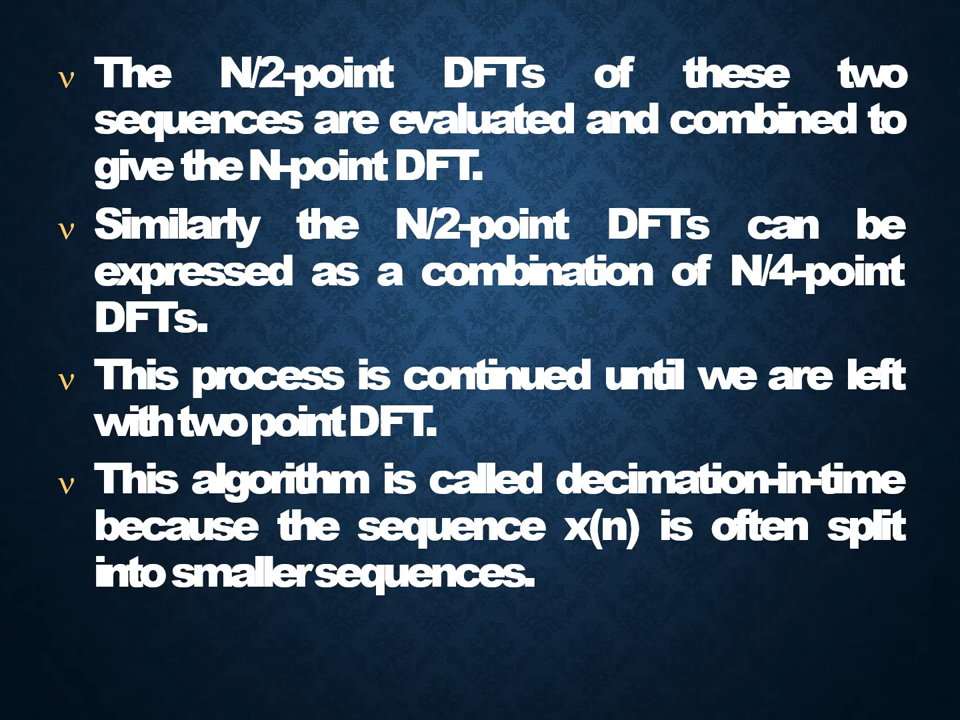 ν The N/2-point DFTs of these two
sequences are evaluated and combined to
give the N-point DFT.
ν Similarly the N/2-point DFTs can be
expressed as a combination of N/4-point
DFTs.
ν This process is continued until we are left
with two point DFT.
ν This algorithm is called decimation-in-time
because the sequence x(n) is often split
into smaller sequences.